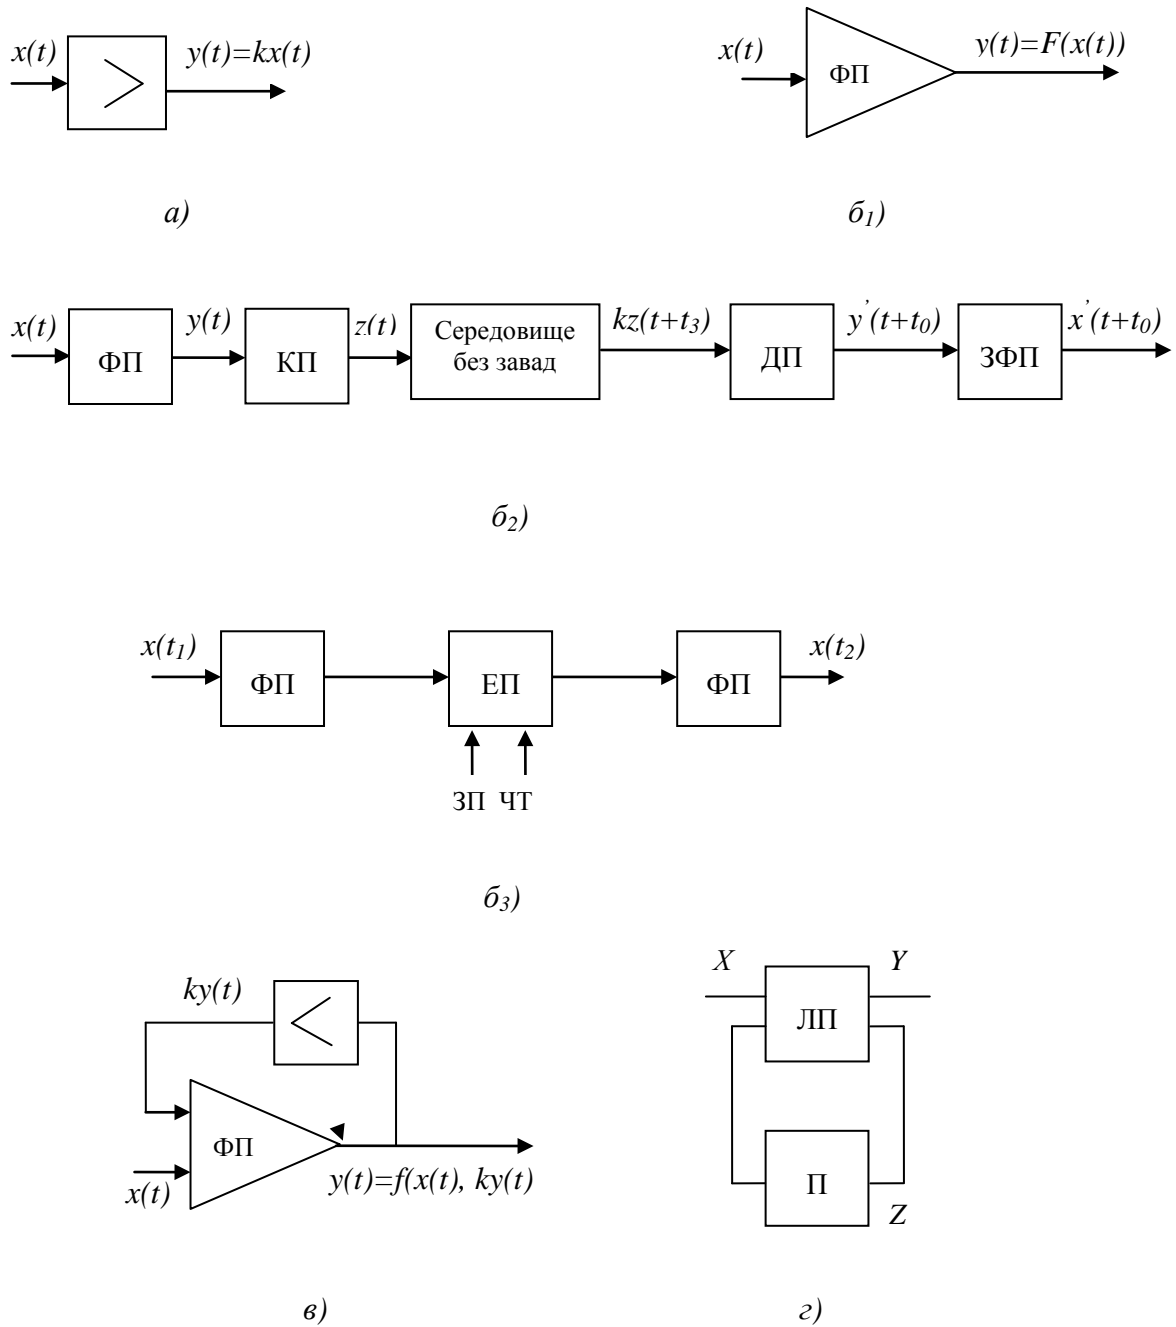 x(t) y(t)=kx(t)
x(t) ФП y(t)=F(x(t))
а) б1)
x(t) ФП y(t) КП z(t) Середовище без завад kz(t+t3) ДП y’(t+t0) ЗФП x’(t+t0)
б2)
x(t1) ФП ЕП ФП x(t2)
ЗП ЧТ
б3)
ky(t)
ФП
x(t) y(t)=f(x(t), ky(t)
X ЛП Y
П
Z
в) г)